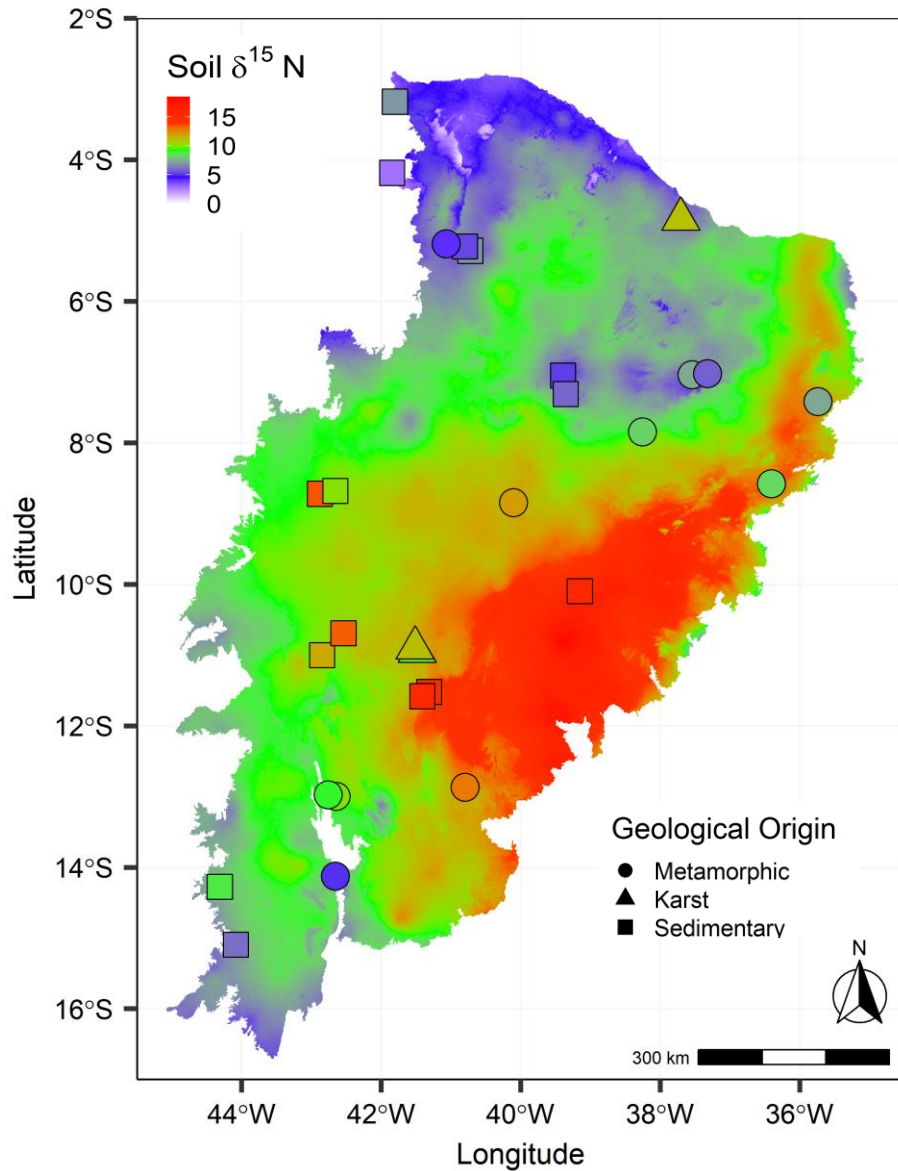 2°S
Soil δ¹⁵ N
15
10
5
0
4°S
6°S
8°S
10°S
12°S
14°S
16°S
Latitude
Geological Origin
Metamorphic
Karst
Sedimentary
N
300 km
44°W 42°W 40°W 38°W 36°W
Longitude